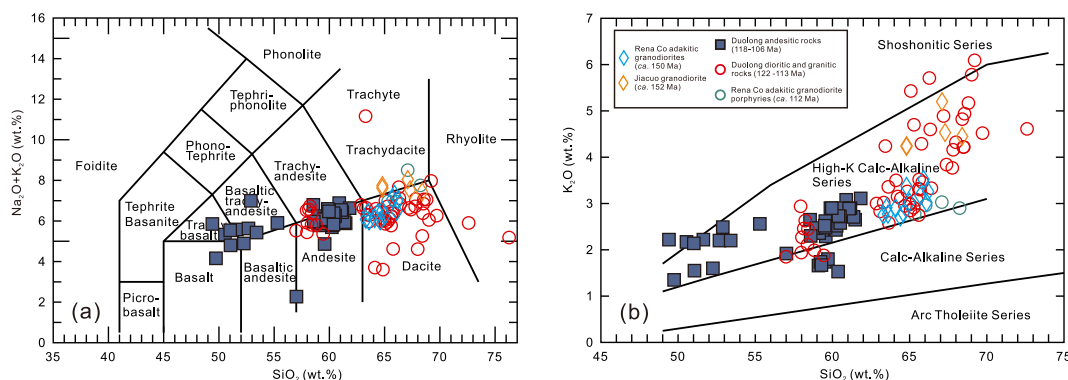 16
14
12
10
8
6
4
2
0
Na₂O+K₂O (wt.%)
Phonolite
Tephri-
phonolite
Trachyte
Phono-
Tephrite
Trachydacite
Rhyolite
Foidite
Trachy-
andesite
Basaltic
trachy-
andesite
Tephrite
Basanite
Trachy-
basalt
Basalt
Basaltic
andesite
Andesite
Dacite
Picro-
basalt
(a)
35 40 45 50 55 60 65 70 75
SiO₂ (wt.%)
7
6
5
4
3
2
1
0
K₂O (wt.%)
Rena Co adakitic
granodiorites
(ca. 150 Ma)
Jiacuo granodiorite
(ca. 152 Ma)
Duolong andesitic rocks
(118-106 Ma)
Duolong dioritic and granitic
rocks (122 -113 Ma)
Rena Co adakitic granodiorite
porphyries (ca. 112 Ma)
Shoshonitic Series
High-K Calc-Alkaline
Series
Calc-Alkaline Series
Arc Tholeiite Series
(b)
45 50 55 60 65 70 75
SiO₂ (wt.%)